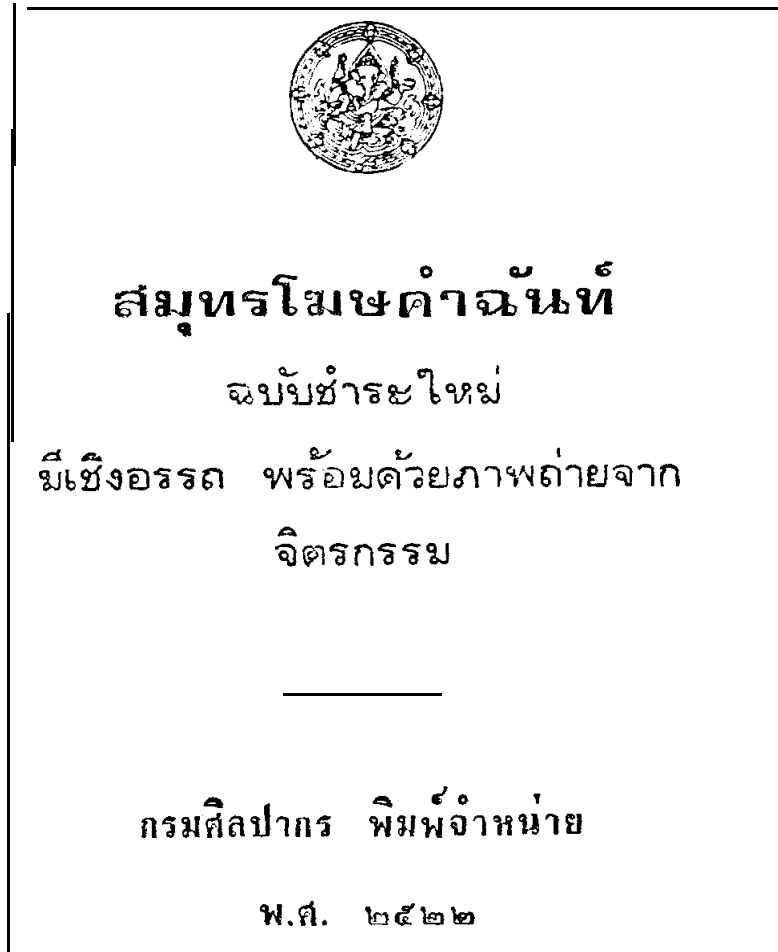 สมุทรโฆษคำฉันท์
ฉบับชำระใหม่
มีเชิงอรรถ พร้อมด้วยภาพถ่ายจาก
จิตรกรรม
กรมศิลปากร พิมพ์จำหน่าย
พ.ศ. ๒๕๒๒